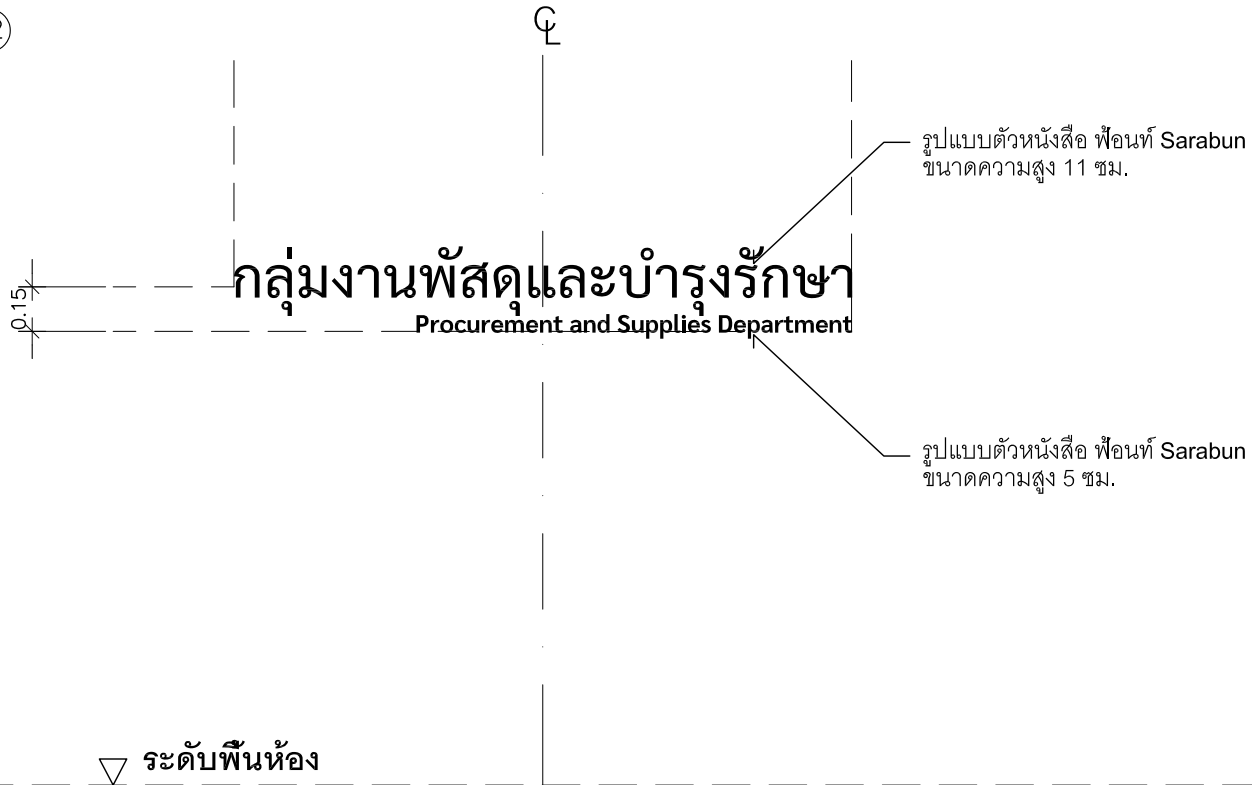 2
CL
รูปแบบตัวหนังสือ ฟ้อนท์ Sarabun
ขนาดความสูง 11 ซม.
กลุ่มงานพัสดุและบำรุงรักษา
0.15
Procurement and Supplies Department
รูปแบบตัวหนังสือ ฟ้อนท์ Sarabun
ขนาดความสูง 5 ซม.
ระดับพื้นห้อง